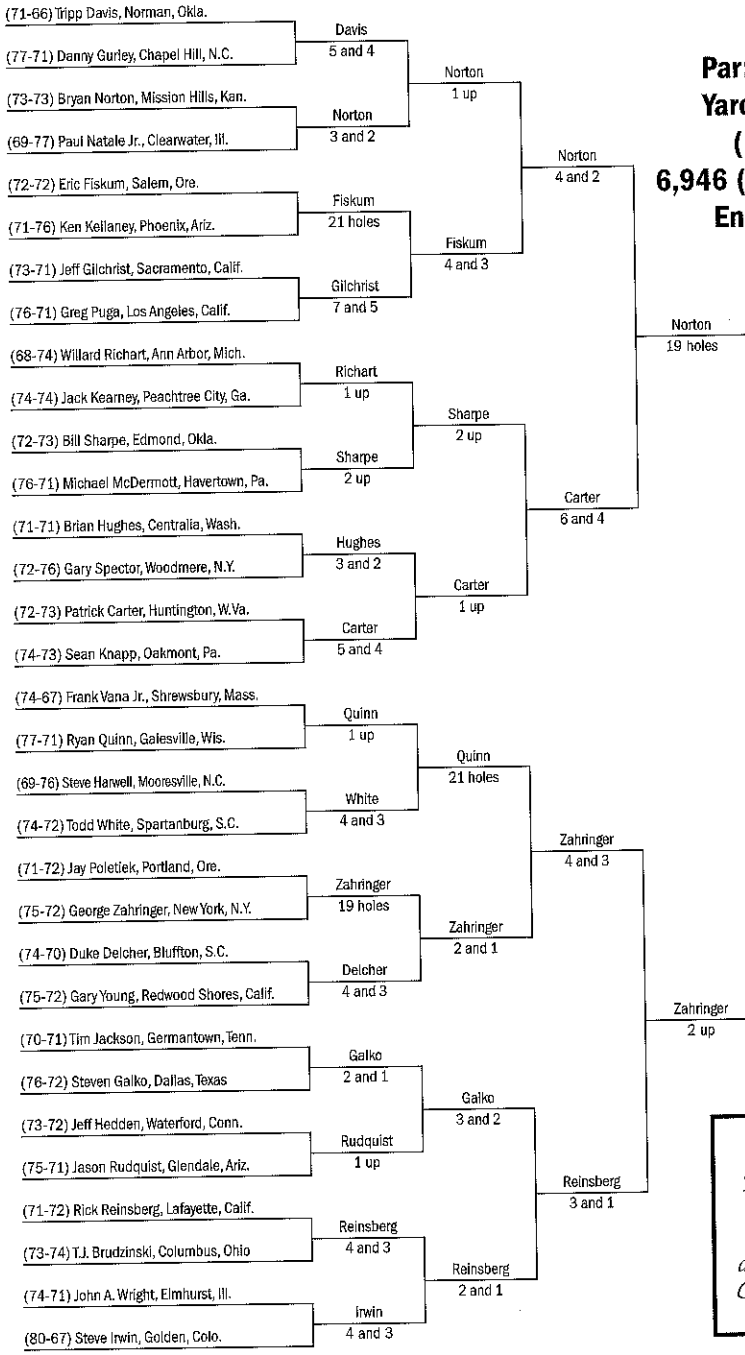 (71-66) Tripp Davis, Norman, Okla.
(77-71) Danny Gurley, Chapel Hill, N.C.
(73-73) Bryan Norton, Mission Hills, Kan.
(69-77) Paul Natale Jr., Clearwater, Ill.
(72-72) Eric Fiskum, Salem, Ore.
(71-76) Ken Kellaney, Phoenix, Ariz.
(73-71) Jeff Gilchrist, Sacramento, Calif.
(76-71) Greg Puga, Los Angeles, Calif.
(68-74) Willard Richart, Ann Arbor, Mich.
(74-74) Jack Kearney, Peachtree City, Ga.
(72-73) Bill Sharpe, Edmond, Okla.
(76-71) Michael McDermott, Havertown, Pa.
(71-71) Brian Hughes, Centralia, Wash.
(72-76) Gary Spector, Woodmere, N.Y.
(72-73) Patrick Carter, Huntington, W.Va.
(74-73) Sean Knapp, Oakmont, Pa.
(74-67) Frank Vana Jr., Shrewsbury, Mass.
(77-71) Ryan Quinn, Galesville, Wis.
(69-76) Steve Harwell, Mooresville, N.C.
(74-72) Todd White, Spartanburg, S.C.
(71-72) Jay Poletiek, Portland, Ore.
(75-72) George Zahringer, New York, N.Y.
(74-70) Duke Delcher, Bluffton, S.C.
(75-72) Gary Young, Redwood Shores, Calif.
(70-71) Tim Jackson, Germantown, Tenn.
(76-72) Steven Galko, Dallas, Texas
(73-72) Jeff Hedden, Waterford, Conn.
(75-71) Jason Rudquist, Glendale, Ariz.
(71-72) Rick Reinsberg, Lafayette, Calif.
(73-74) T.J. Brudzinski, Columbus, Ohio
(74-71) John A. Wright, Elmhurst, Ill.
(80-67) Steve Irwin, Golden, Colo.
Davis
5 and 4
Norton
3 and 2
Fiskum
21 holes
Gilchrist
7 and 5
Richart
1 up
Sharpe
2 up
Hughes
3 and 2
Carter
5 and 4
Quinn
1 up
White
4 and 3
Zahringer
19 holes
Delcher
4 and 3
Galko
2 and 1
Rudquist
1 up
Reinsberg
4 and 3
Irwin
4 and 3
Norton
1 up
Fiskum
4 and 3
Sharpe
2 up
Carter
1 up
Quinn
21 holes
Zahringer
2 and 1
Galko
3 and 2
Reinsberg
2 and 1
Norton
4 and 2
Carter
6 and 4
Zahringer
4 and 3
Reinsberg
3 and 1
Norton
19 holes
Zahringer
2 up
Par:
Yard
(
6,946 (
En